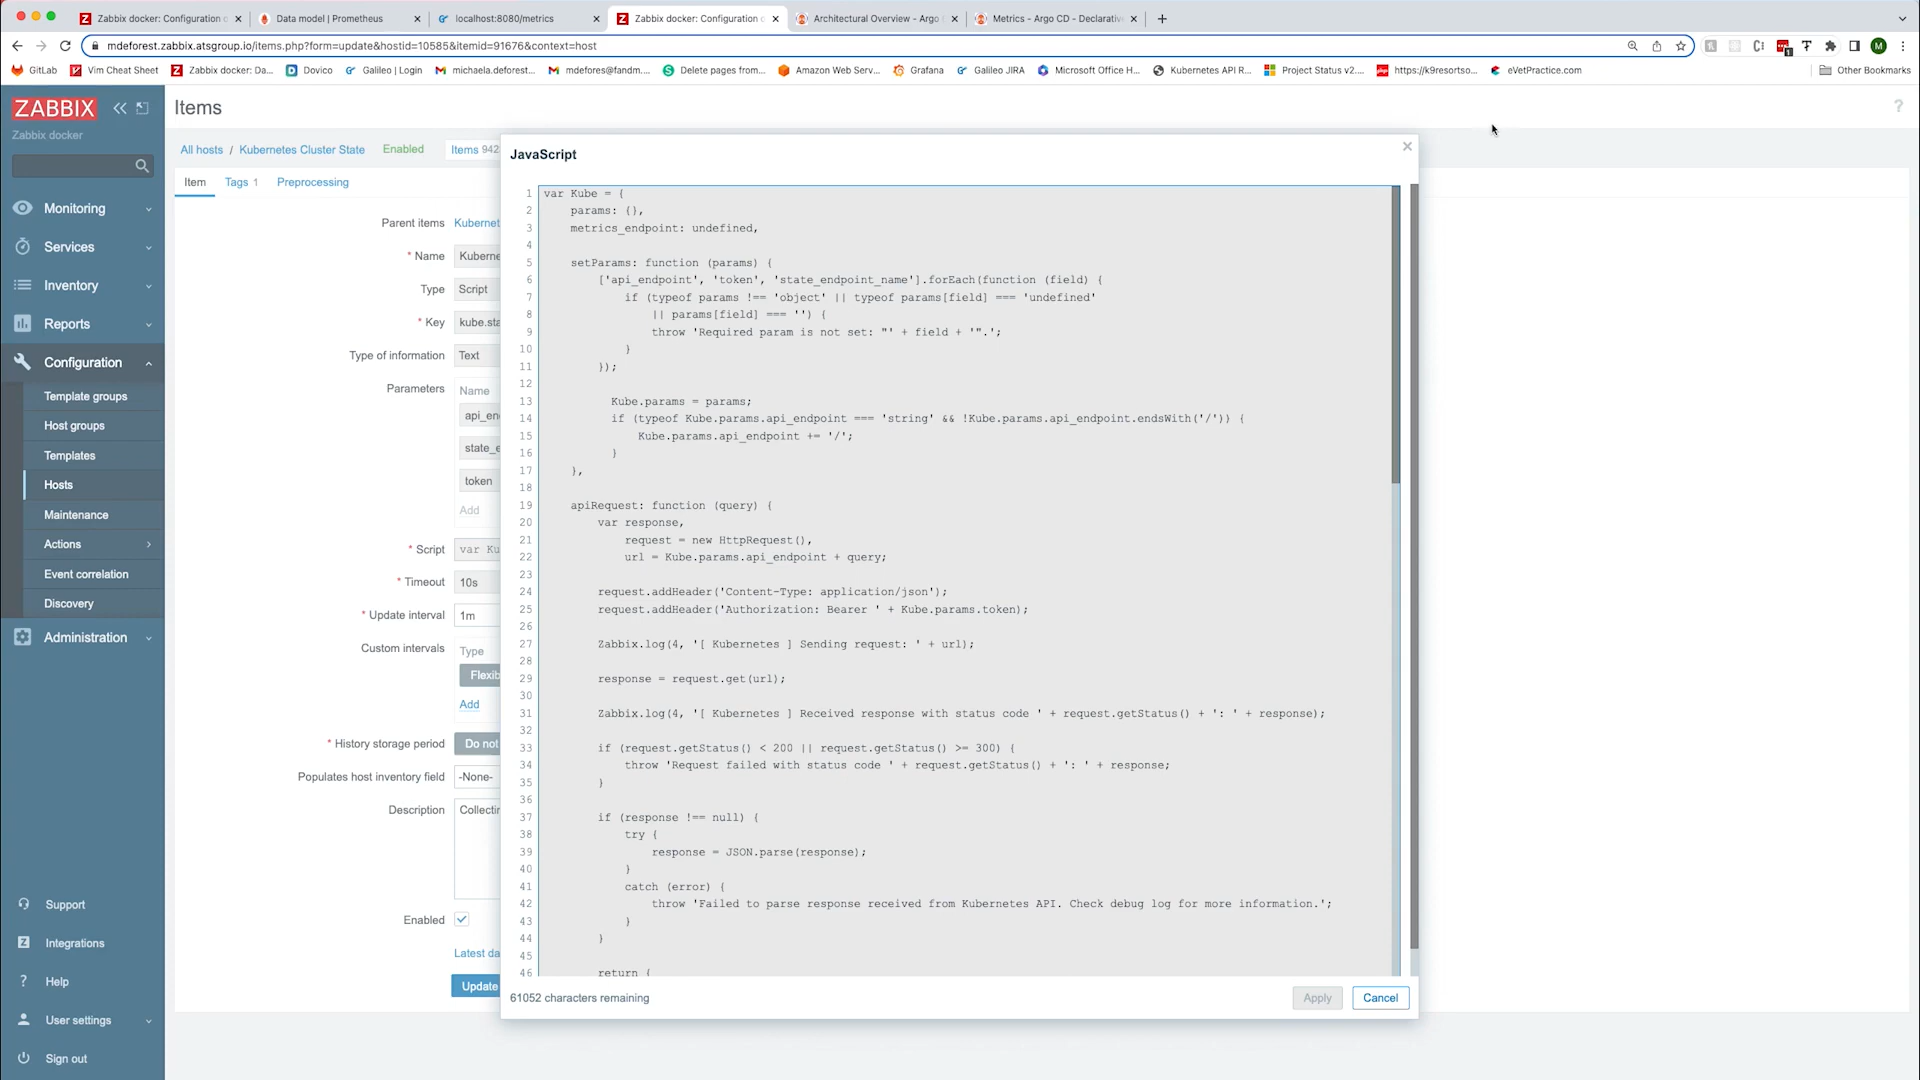 Zabbix docker: Configuration o
Data model | Prometheus
localhost:8080/metrics
Zabbix docker: Configuration o
Architectural Overview - Argo
Metrics - Argo CD - Declarativ
mdeforest.zabbix.atsgroup.io/items.php?form=update&hostid=10585&itemid=91676&context=host
GitLab
Vim Cheat Sheet
Zabbix docker: Da...
Dovico
Galileo | Login
michaela.deforest...
mdefores@fandm....
Delete pages from...
Amazon Web Serv...
Grafana
Galileo JIRA
Microsoft Office H...
Kubernetes API R...
Project Status v2....
https://k9resortso...
eVetPractice.com
Other Bookmarks
ZABBIX
Zabbix docker
Monitoring
Services
Inventory
Reports
Configuration
Template groups
Host groups
Templates
Hosts
Maintenance
Actions
Event correlation
Discovery
Administration
Support
Integrations
Help
User settings
Sign out
Items
All hosts / Kubernetes Cluster State Enabled Items 942
Item Tags 1 Preprocessing
Parent items Kubernet
* Name Kuberne
Type Script
* Key kube.sta
Type of information Text
Parameters Name
api_en
state_e
token
Add
* Script var Ku
* Timeout 10s
* Update interval 1m
Custom intervals Type
Flexib
Add
* History storage period Do not
Populates host inventory field -None-
Description Collectin
Enabled
Latest da
Update
JavaScript
1 var Kube = {
2 params: {},
3 metrics_endpoint: undefined,
4
5 setParams: function (params) {
6 ['api_endpoint', 'token', 'state_endpoint_name'].forEach(function (field) {
7 if (typeof params !== 'object' || typeof params[field] === 'undefined'
8 || params[field] === '') {
9 throw 'Required param is not set: "' + field + '".';
10 }
11 });
12
13 Kube.params = params;
14 if (typeof Kube.params.api_endpoint === 'string' && !Kube.params.api_endpoint.endsWith('/')) {
15 Kube.params.api_endpoint += '/';
16 }
17 },
18
19 apiRequest: function (query) {
20 var response,
21 request = new HttpRequest(),
22 url = Kube.params.api_endpoint + query;
23
24 request.addHeader('Content-Type: application/json');
25 request.addHeader('Authorization: Bearer ' + Kube.params.token);
26
27 Zabbix.log(4, '[ Kubernetes ] Sending request: ' + url);
28
29 response = request.get(url);
30
31 Zabbix.log(4, '[ Kubernetes ] Received response with status code ' + request.getStatus() + ': ' + response);
32
33 if (request.getStatus() < 200 || request.getStatus() >= 300) {
34 throw 'Request failed with status code ' + request.getStatus() + ': ' + response;
35 }
36
37 if (response !== null) {
38 try {
39 response = JSON.parse(response);
40 }
41 catch (error) {
42 throw 'Failed to parse response received from Kubernetes API. Check debug log for more information.';
43 }
44 }
45
46 return {
61052 characters remaining
Apply
Cancel